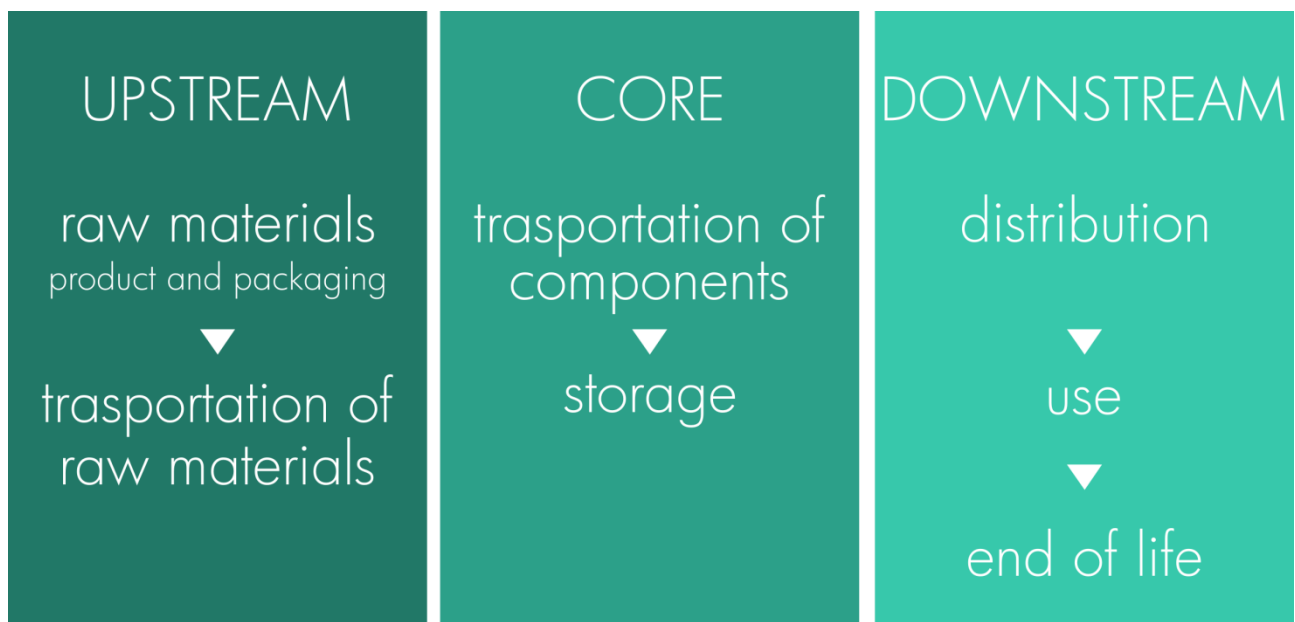 UPSTREAM
raw materials
product and packaging
trasportation of
raw materials
CORE
trasportation of
components
storage
DOWNSTREAM
distribution
use
end of life